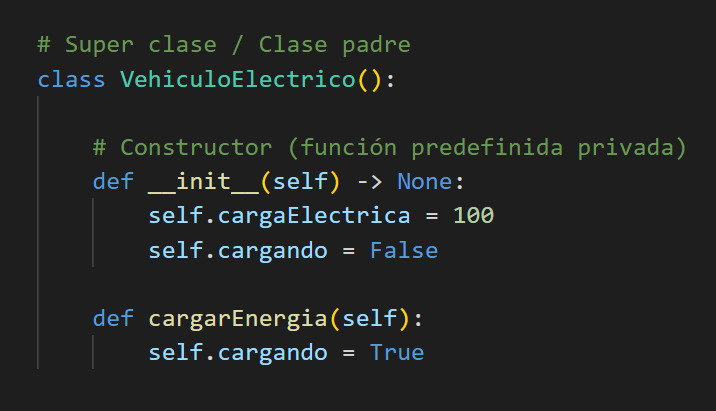 # Super clase / Clase padre
class VehiculoElectrico():
# Constructor (función predefinida privada)
def __init__(self) -> None:
self.cargaElectrica = 100
self.cargando = False
def cargarEnergia(self):
self.cargando = True